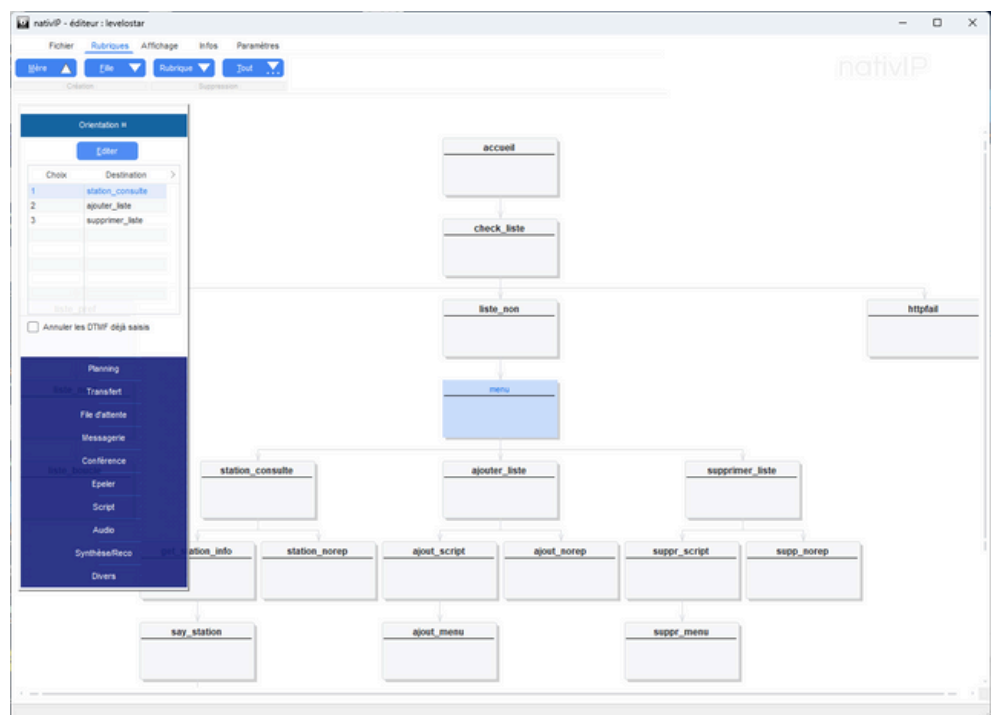 nativIP - éditeur : levelostar
Fichier Rubriques Affichage Infos Paramètres
Mère Fille Rubrique Tout
Création Suppression
nativIP
Orientation
Editer
Choix Destination >
1 station_consulte
2 ajouter_liste
3 supprimer_liste
liste_pref
Annuler les DTMF déjà saisis
Planning
Transfert
File d'attente
Messagerie
Conférence
Epeler
Script
Audio
Synthèse/Reco
Divers
accueil
check_liste
liste_non
httpfail
menu
station_consulte
ajouter_liste
supprimer_liste
station_info
station_norep
ajout_script
ajout_norep
suppr_script
supp_norep
say_station
ajout_menu
suppr_menu